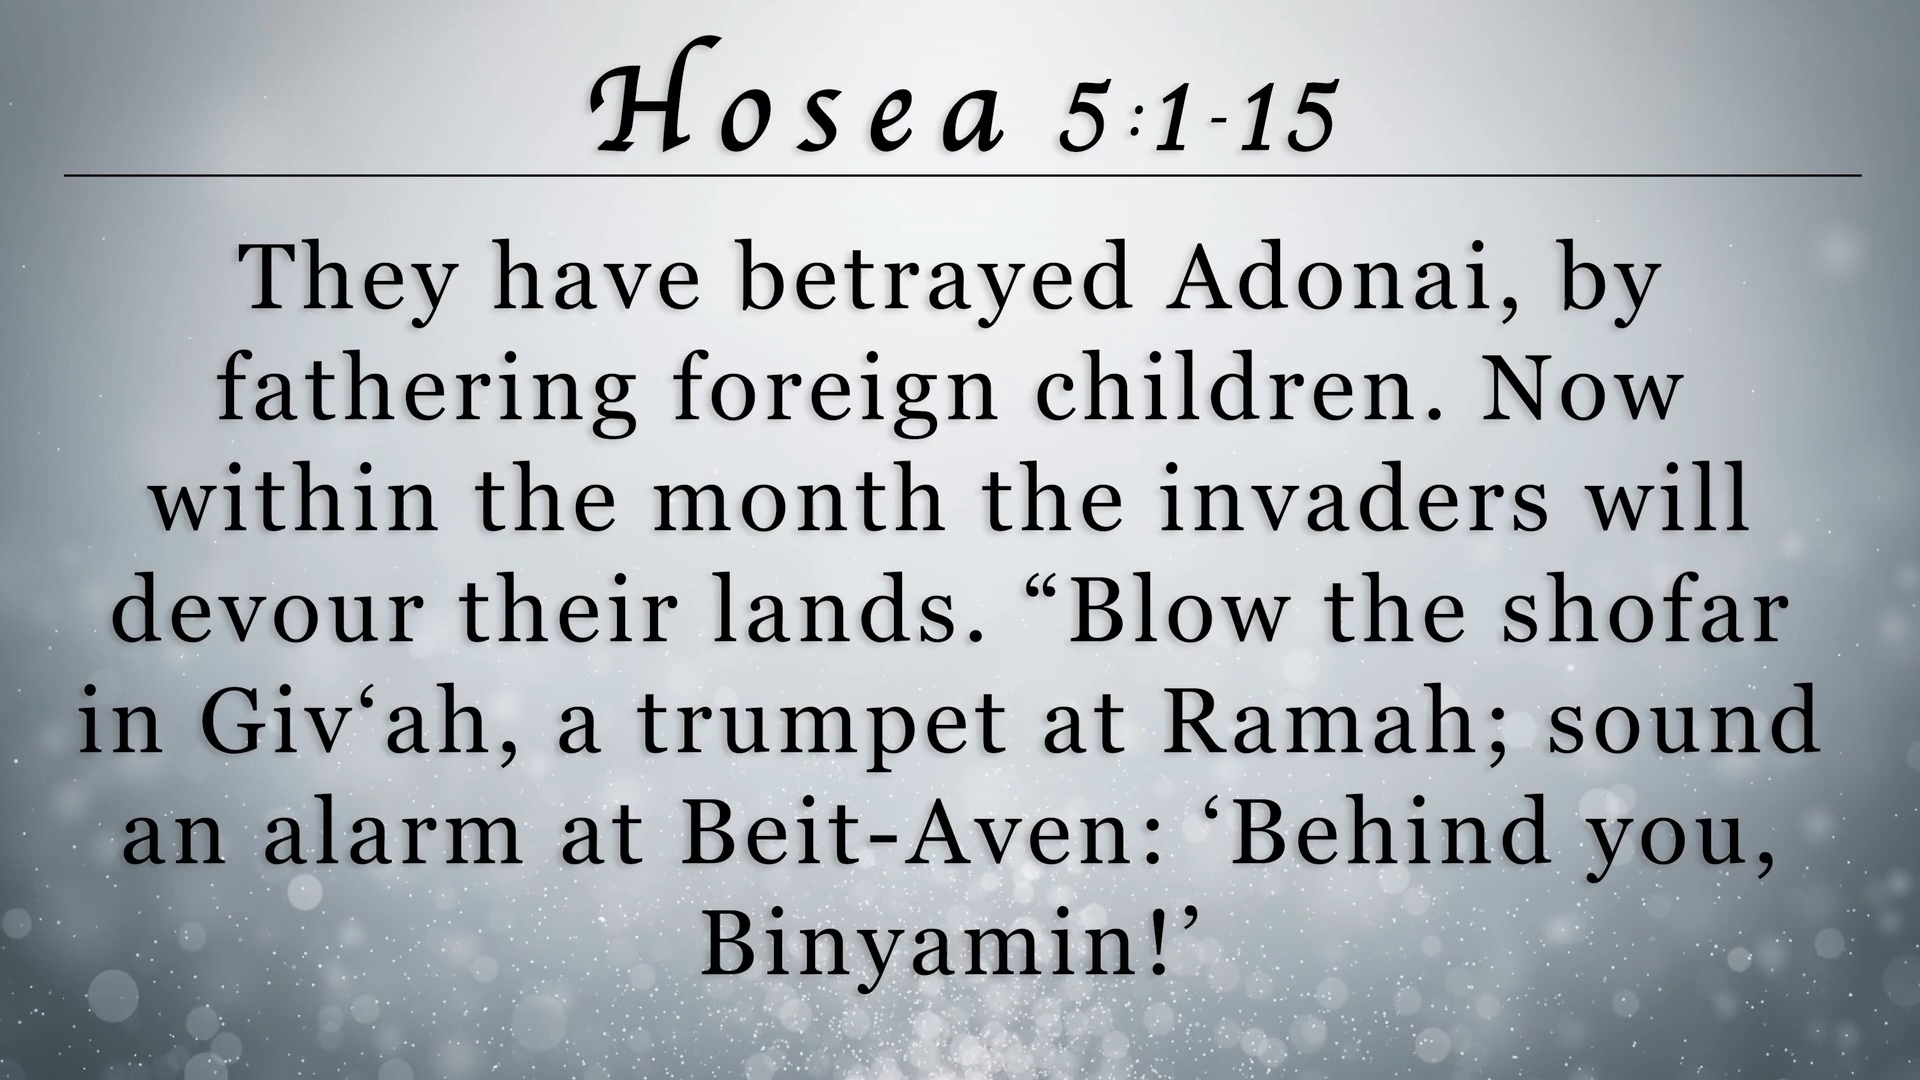 Hosea 5:1-15
They have betrayed Adonai, by
fathering foreign children. Now
within the month the invaders will
devour their lands. “Blow the shofar
in Giv‘ah, a trumpet at Ramah; sound
an alarm at Beit-Aven: ‘Behind you,
Binyamin!’